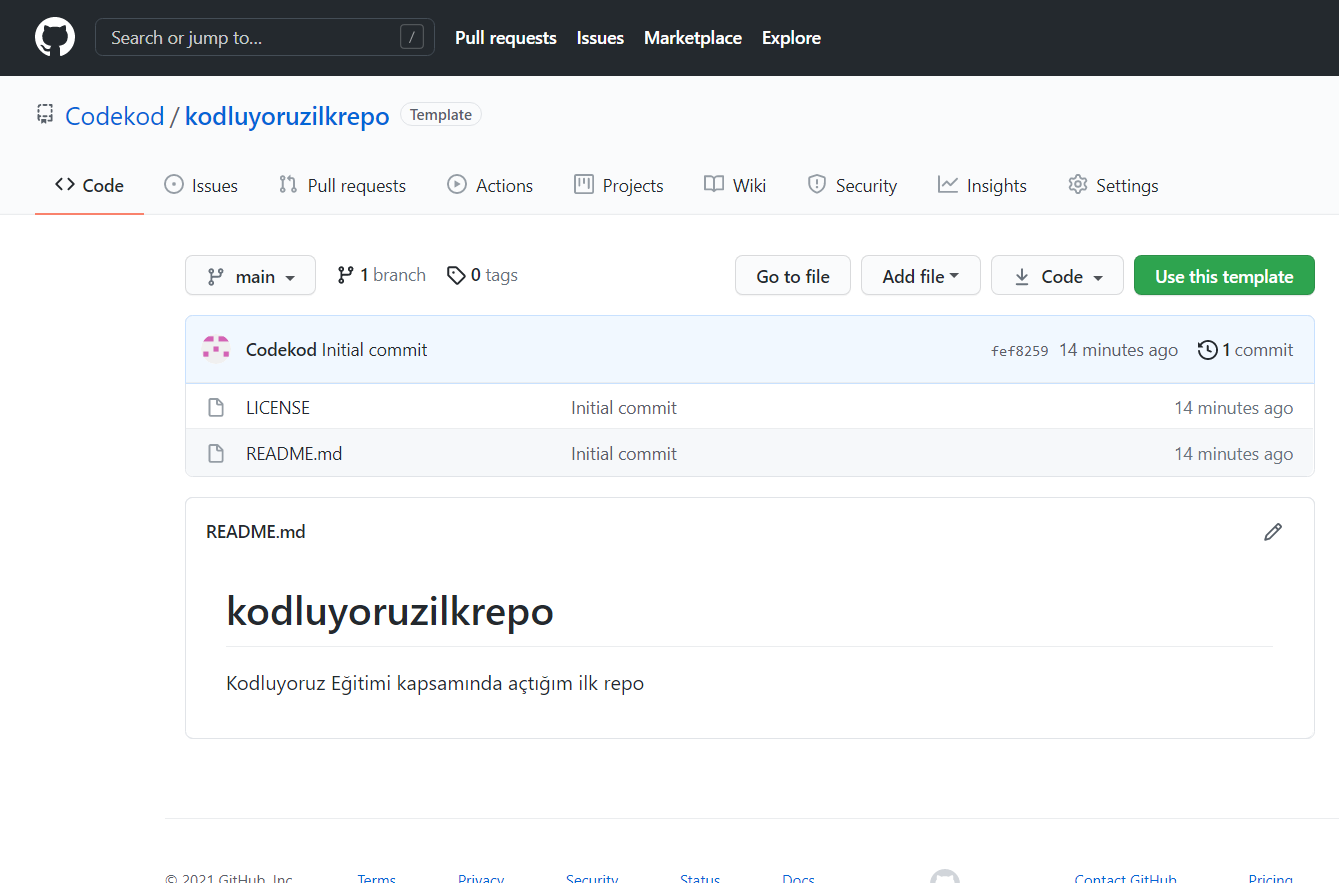 Search or jump to... /
Pull requests Issues Marketplace Explore
Codekod / kodluyoruzilkrepo Template
Code Issues Pull requests Actions Projects Wiki Security Insights Settings
main 1 branch 0 tags Go to file Add file Code Use this template
Codekod Initial commit fef8259 14 minutes ago 1 commit
LICENSE Initial commit 14 minutes ago
README.md Initial commit 14 minutes ago
README.md
kodluyoruzilkrepo
Kodluyoruz Eğitimi kapsamında açtığım ilk repo
© 2021 GitHub, Inc. Terms Privacy Security Status Docs Contact GitHub Pricing